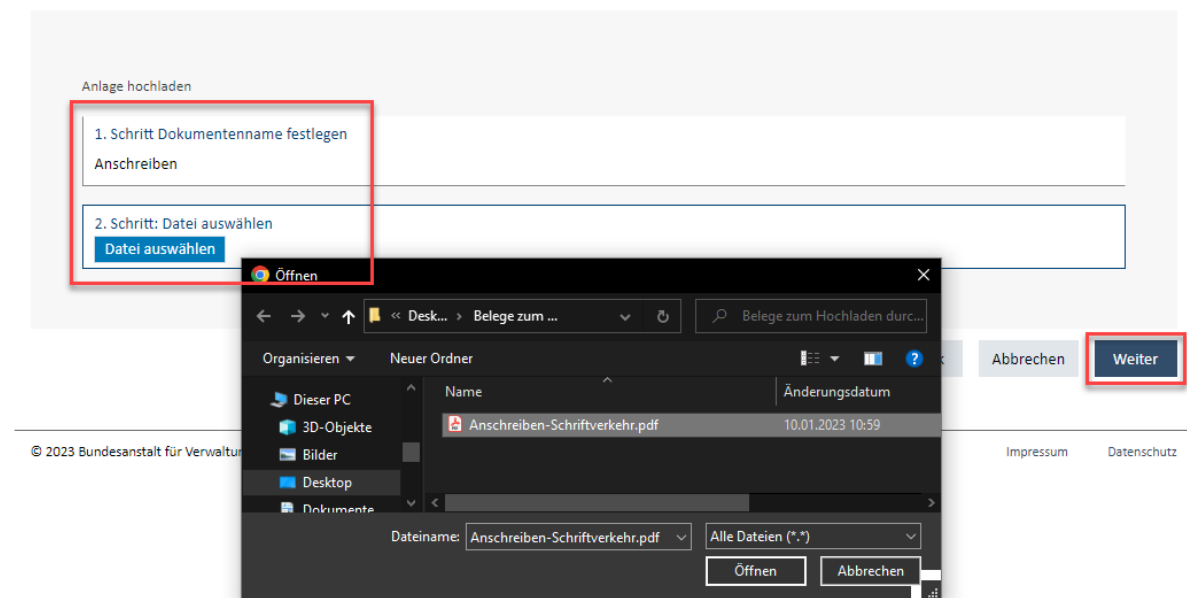 Anlage hochladen
1. Schritt Dokumentenname festlegen
Anschreiben
2. Schritt: Datei auswählen
Datei auswählen
Öffnen
« Desk... › Belege zum ...
Belege zum Hochladen durc...
Organisieren
Neuer Ordner
Name
Änderungsdatum
Dieser PC
3D-Objekte
Bilder
Desktop
Dokumente
Anschreiben-Schriftverkehr.pdf 10.01.2023 10:59
Dateiname: Anschreiben-Schriftverkehr.pdf
Alle Dateien (*.*)
Öffnen
Abbrechen
Abbrechen
Weiter
© 2023 Bundesanstalt für
Impressum
Datenschutz